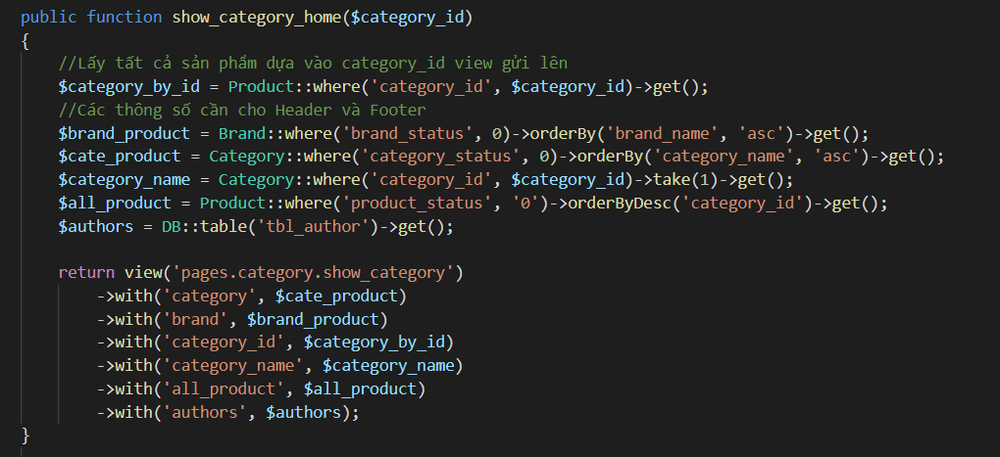 public function show_category_home($category_id)
{
//Lấy tất cả sản phẩm dựa vào category_id view gửi lên
$category_by_id = Product::where('category_id', $category_id)->get();
//Các thông số cần cho Header và Footer
$brand_product = Brand::where('brand_status', 0)->orderBy('brand_name', 'asc')->get();
$cate_product = Category::where('category_status', 0)->orderBy('category_name', 'asc')->get();
$category_name = Category::where('category_id', $category_id)->take(1)->get();
$all_product = Product::where('product_status', '0')->orderByDesc('category_id')->get();
$authors = DB::table('tbl_author')->get();
return view('pages.category.show_category')
->with('category', $cate_product)
->with('brand', $brand_product)
->with('category_id', $category_by_id)
->with('category_name', $category_name)
->with('all_product', $all_product)
->with('authors', $authors);
}